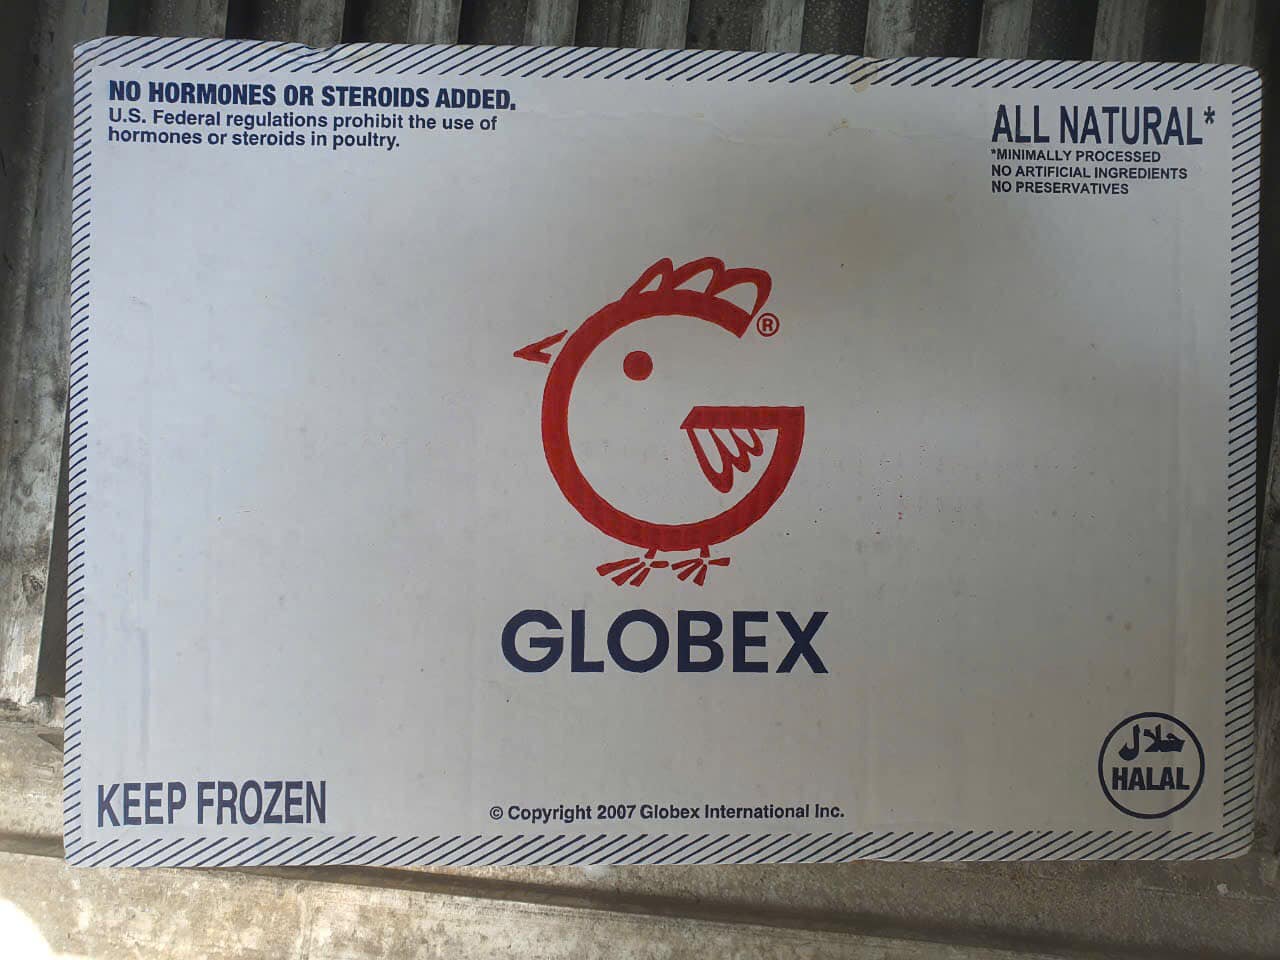 NO HORMONES OR STEROIDS ADDED.
U.S. Federal regulations prohibit the use of
hormones or steroids in poultry.
ALL NATURAL*
*MINIMALLY PROCESSED
NO ARTIFICIAL INGREDIENTS
NO PRESERVATIVES
®
GLOBEX
KEEP FROZEN
© Copyright 2007 Globex International Inc.
حلال
HALAL